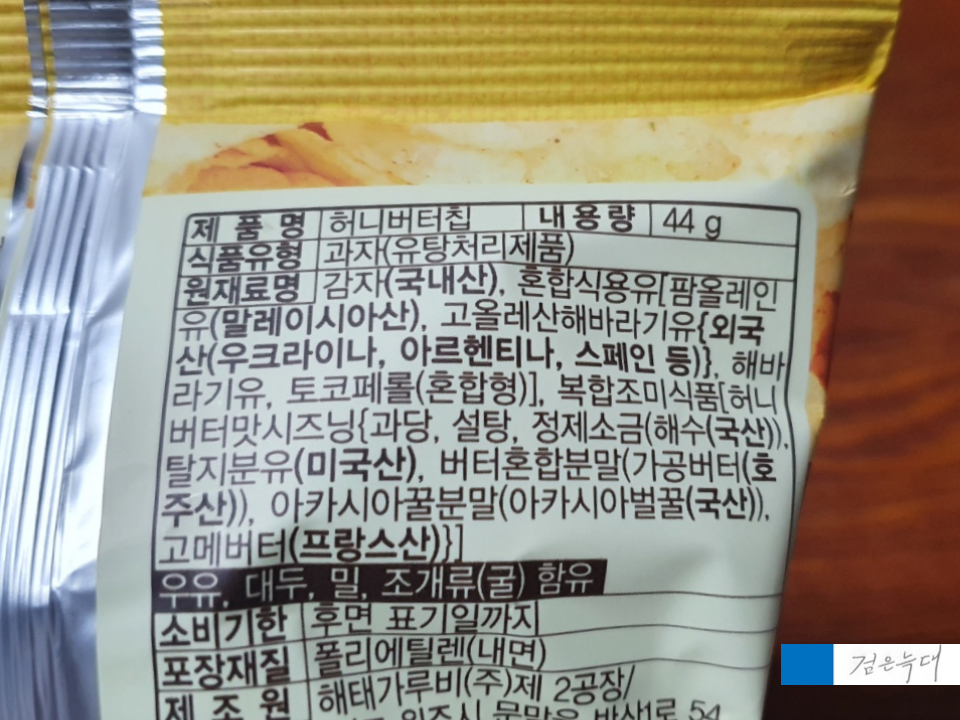 제 품 명 허니버터칩 내 용 량 44 g
식품유형 과자(유탕처리제품)
원재료명 감자(국내산), 혼합식용유[팜올레인
유(말레이시아산), 고올레산해바라기유{외국
산(우크라이나, 아르헨티나, 스페인 등)}, 해바
라기유, 토코페롤(혼합형)], 복합조미식품[허니
버터맛시즈닝{과당, 설탕, 정제소금(해수(국산)),
탈지분유(미국산), 버터혼합분말(가공버터(호
주산)), 아카시아꿀분말(아카시아벌꿀(국산)),
고메버터(프랑스산)}]
우유, 대두, 밀, 조개류(굴) 함유
소비기한 후면 표기일까지
포장재질 폴리에틸렌(내면)
제 조 원 해태가루비(주)제 2공장/
원주시 문막읍
검은늑대